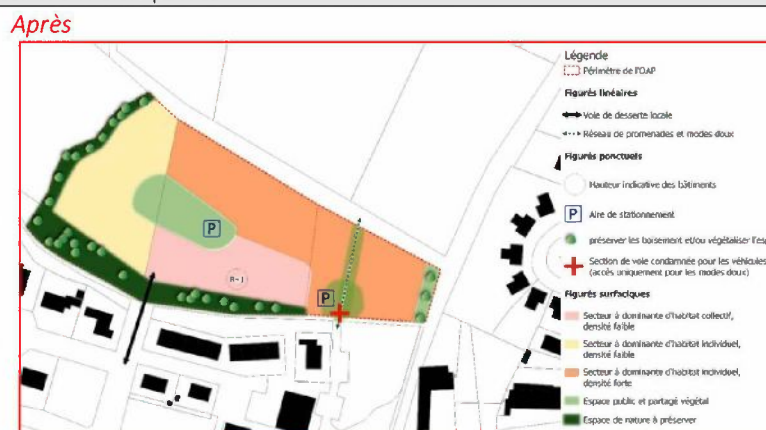 Après
Légende
Périmètre de l'OAP
Figurés linéaires
Voie de desserte locale
Réseau de promenades et modes doux
Figurés ponctuels
Hauteur indicative des bâtiments
P Aire de stationnement
préserver les boisement et/ou végétaliser l'esp
Section de voie condamnée pour les véhicules
(accès uniquement pour les modes doux)
Figurés surfaciques
Secteur à dominante d'habitat collectif,
densité faible
Secteur à dominante d'habitat individuel,
densité faible
Secteur à dominante d'habitat individuel,
densité forte
Espace public et partagé végétal
Espace de nature à préserver
P
R+1
P